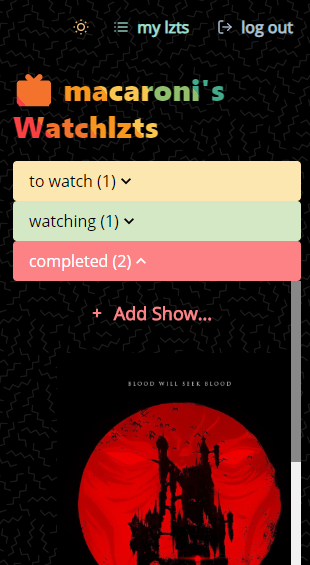 my lzts log out
macaroni's
Watchlzts
to watch (1)
watching (1)
completed (2)
+ Add Show...
BLOOD WILL SEEK BLOOD